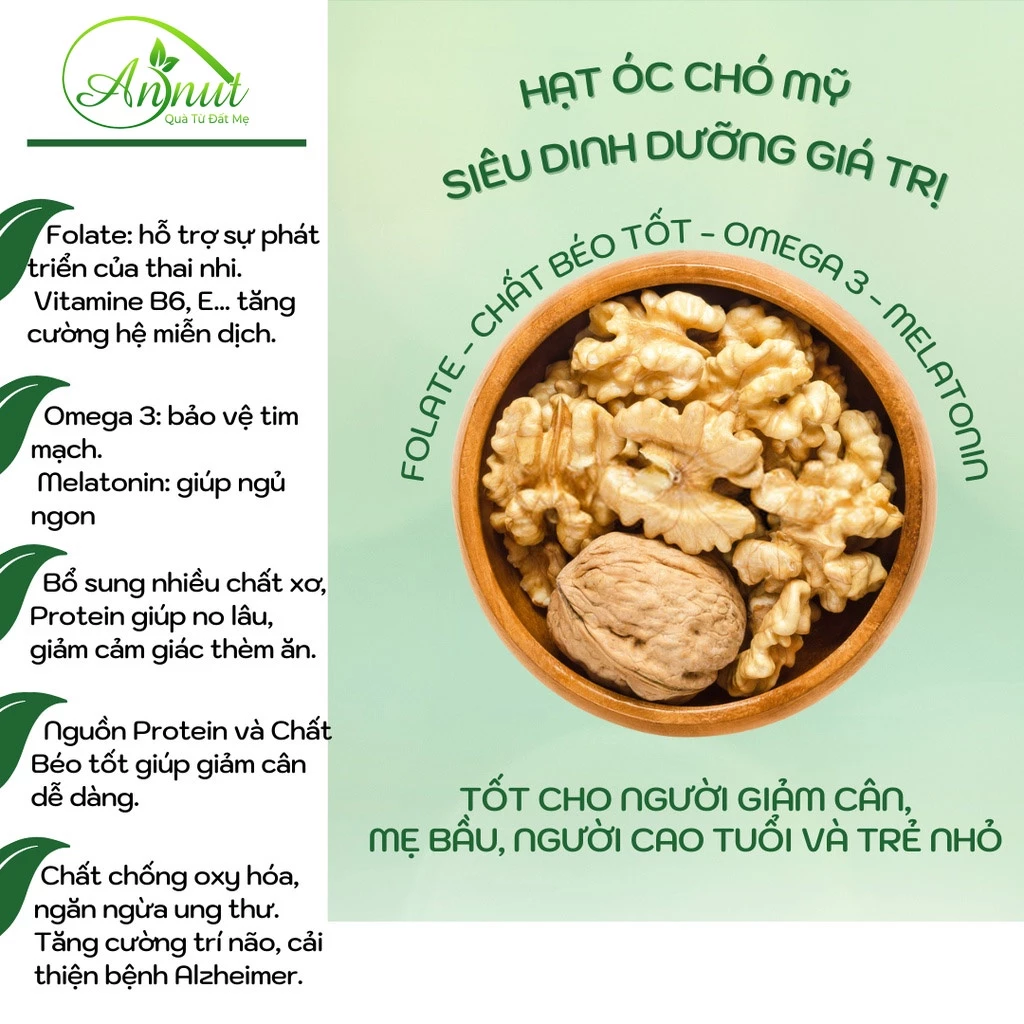 Annut
Quà Từ Đất Mẹ
HẠT ÓC CHÓ MỸ
SIÊU DINH DƯỠNG GIÁ TRỊ
FOLATE - CHẤT BÉO TỐT - OMEGA 3 - MELATONIN
Folate: hỗ trợ sự phát
triển của thai nhi.
Vitamine B6, E... tăng
cường hệ miễn dịch.
Omega 3: bảo vệ tim
mạch.
Melatonin: giúp ngủ
ngon
Bổ sung nhiều chất xơ,
Protein giúp no lâu,
giảm cảm giác thèm ăn.
Nguồn Protein và Chất
Béo tốt giúp giảm cân
dễ dàng.
Chất chống oxy hóa,
ngăn ngừa ung thư.
Tăng cường trí não, cải
thiện bệnh Alzheimer.
TỐT CHO NGƯỜI GIẢM CÂN,
MẸ BẦU, NGƯỜI CAO TUỔI VÀ TRẺ NHỎ